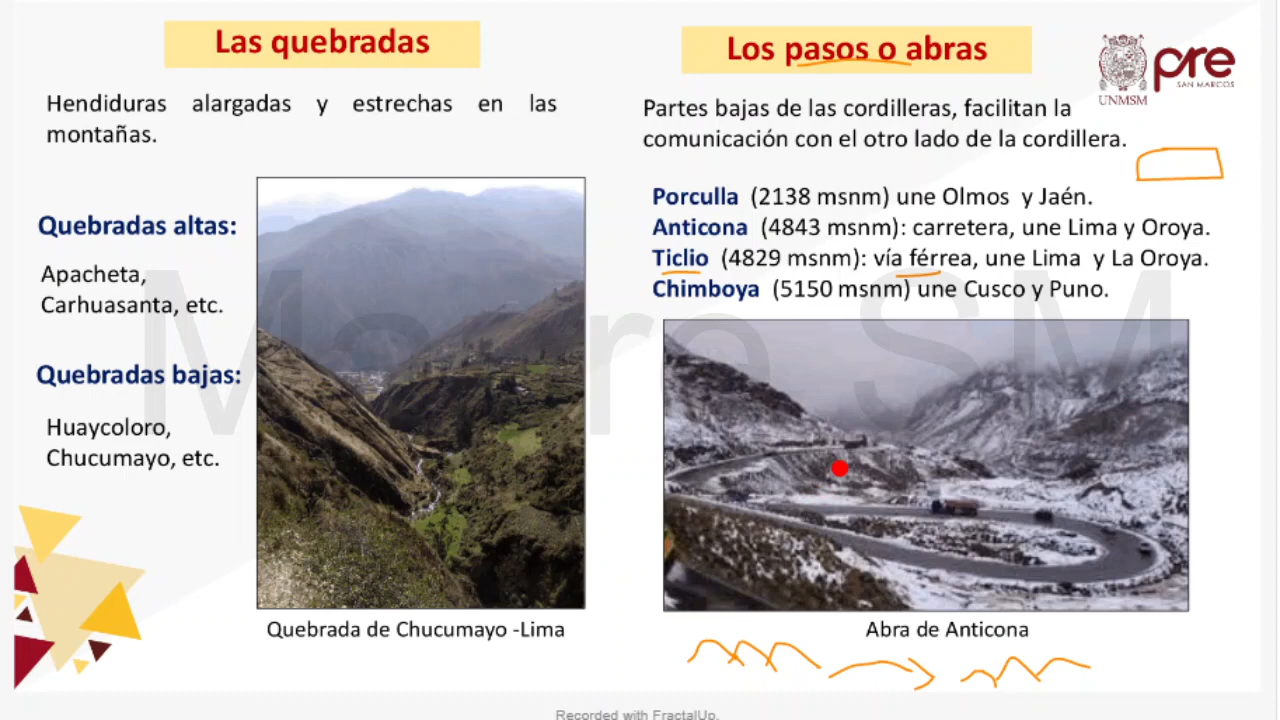 Las quebradas
Hendiduras alargadas y estrechas en las
montañas.
Quebradas altas:
Apacheta,
Carhuasanta, etc.
Quebradas bajas:
Huaycoloro,
Chucumayo, etc.
Quebrada de Chucumayo -Lima
Los pasos o abras
UNMSM
pre
SAN MARCOS
Partes bajas de las cordilleras, facilitan la
comunicación con el otro lado de la cordillera.
Porculla (2138 msnm) une Olmos y Jaén.
Anticona (4843 msnm): carretera, une Lima y Oroya.
Ticlio (4829 msnm): vía férrea, une Lima y La Oroya.
Chimboya (5150 msnm) une Cusco y Puno.
Abra de Anticona
Recorded with FractalUp.